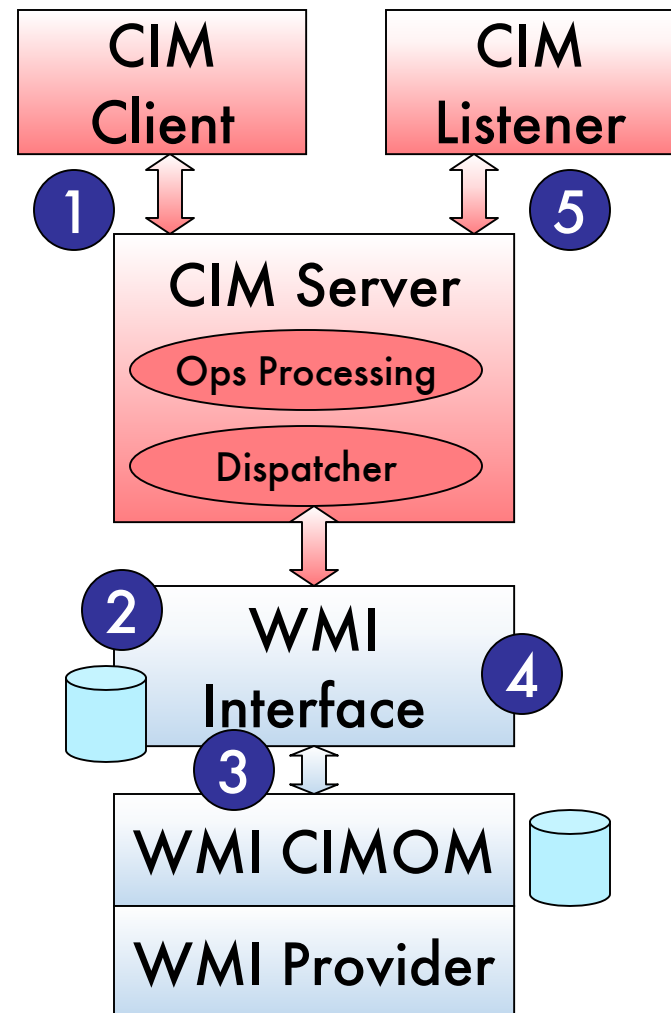 CIM
Client
CIM
Listener
1
5
CIM Server
Ops Processing
Dispatcher
2
WMI
Interface
4
3
WMI CIMOM
WMI Provider